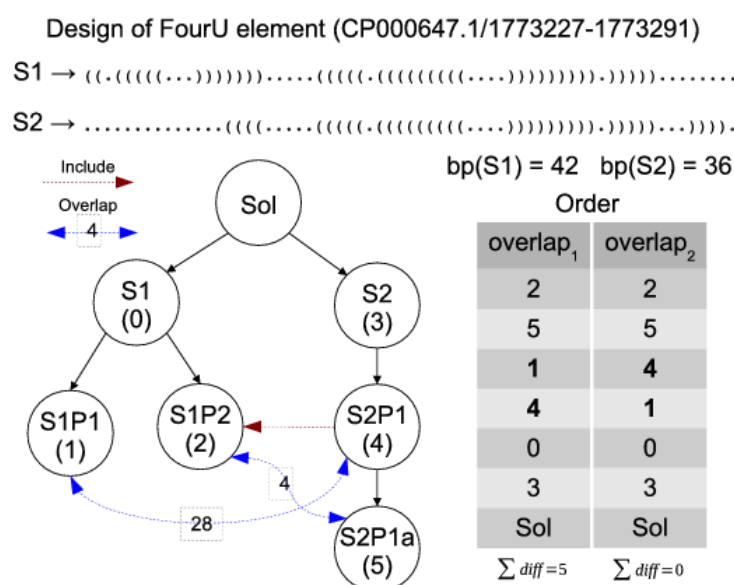 Design of FourU element (CP000647.1/1773227-1773291)
S1 → ((.(((((...))))))).....(((((.(((((((((....))))))))).)))))........
S2 → ..............((((.....(((((.(((((((((....))))))))).)))))...)))).
bp(S1) = 42 bp(S2) = 36
Include
Overlap
4
Sol
S1
(0)
S2
(3)
S1P1
(1)
S1P2
(2)
S2P1
(4)
4
28
S2P1a
(5)
Order
overlap₁ overlap₂
2 2
5 5
1 4
4 1
0 0
3 3
Sol Sol
∑ diff=5 ∑ diff=0